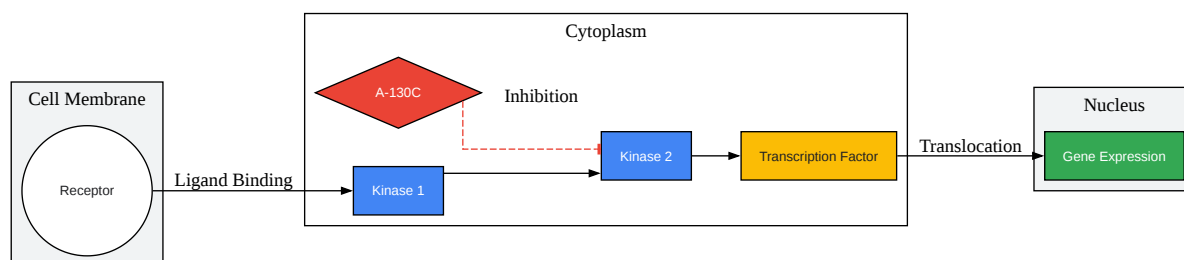 Cytoplasm
A-130C
Inhibition
Cell Membrane
Nucleus
Kinase 2
Transcription Factor
Translocation
Gene Expression
Receptor
Ligand Binding
Kinase 1